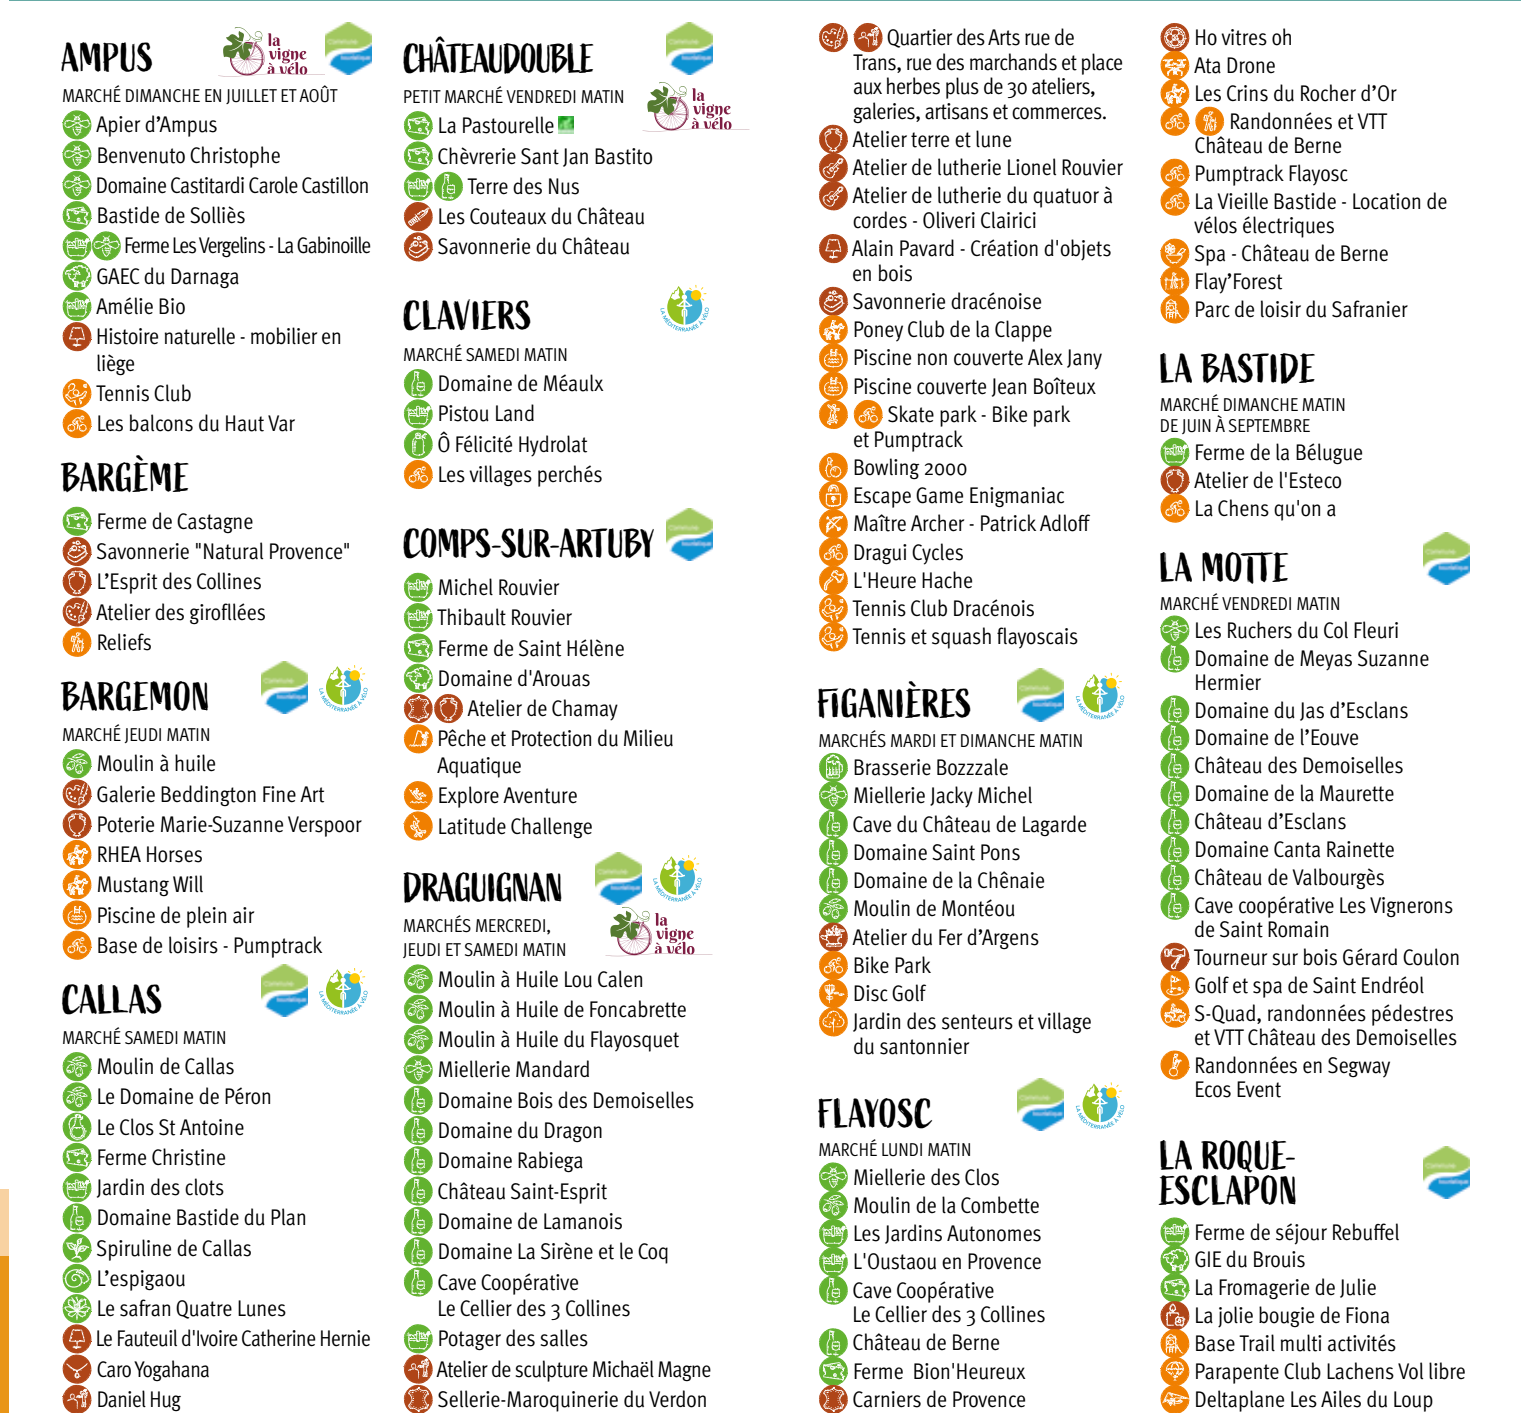 AMPUS
la
vigne
à vélo
MARCHÉ DIMANCHE EN JUILLET ET AOÛT
Apier d’Ampus
Benvenuto Christophe
Domaine Castitardi Carole Castillon
Bastide de Solliès
Ferme Les Vergelins - La Gabinoille
GAEC du Darnaga
Amélie Bio
Histoire naturelle - mobilier en
liège
Tennis Club
Les balcons du Haut Var
BARGÈME
Ferme de Castagne
Savonnerie "Natural Provence"
L’Esprit des Collines
Atelier des girofllées
Reliefs
BARGEMON
LA MÉDITERRANÉE À VÉLO
MARCHÉ JEUDI MATIN
Moulin à huile
Galerie Beddington Fine Art
Poterie Marie-Suzanne Verspoor
RHEA Horses
Mustang Will
Piscine de plein air
Base de loisirs - Pumptrack
CALLAS
LA MÉDITERRANÉE À VÉLO
MARCHÉ SAMEDI MATIN
Moulin de Callas
Le Domaine de Péron
Le Clos St Antoine
Ferme Christine
Jardin des clots
Domaine Bastide du Plan
Spiruline de Callas
L’espigaou
Le safran Quatre Lunes
Le Fauteuil d'Ivoire Catherine Hernie
Caro Yogahana
Daniel Hug
CHÂTEAUDOUBLE
PETIT MARCHÉ VENDREDI MATIN
la
vigne
à vélo
La Pastourelle
Chèvrerie Sant Jan Bastito
Terre des Nus
Les Couteaux du Château
Savonnerie du Château
CLAVIERS
LA MÉDITERRANÉE À VÉLO
MARCHÉ SAMEDI MATIN
Domaine de Méaulx
Pistou Land
Ô Félicité Hydrolat
Les villages perchés
COMPS-SUR-ARTUBY
Michel Rouvier
Thibault Rouvier
Ferme de Saint Hélène
Domaine d'Arouas
Atelier de Chamay
Pêche et Protection du Milieu
Aquatique
Explore Aventure
Latitude Challenge
DRAGUIGNAN
LA MÉDITERRANÉE À VÉLO
MARCHÉS MERCREDI,
JEUDI ET SAMEDI MATIN
la
vigne
à vélo
Moulin à Huile Lou Calen
Moulin à Huile de Foncabrette
Moulin à Huile du Flayosquet
Miellerie Mandard
Domaine Bois des Demoiselles
Domaine du Dragon
Domaine Rabiega
Château Saint-Esprit
Domaine de Lamanois
Domaine La Sirène et le Coq
Cave Coopérative
Le Cellier des 3 Collines
Potager des salles
Atelier de sculpture Michaël Magne
Sellerie-Maroquinerie du Verdon
Quartier des Arts rue de
Trans, rue des marchands et place
aux herbes plus de 30 ateliers,
galeries, artisans et commerces.
Atelier terre et lune
Atelier de lutherie Lionel Rouvier
Atelier de lutherie du quatuor à
cordes - Oliveri Clairici
Alain Pavard - Création d'objets
en bois
Savonnerie dracénoise
Poney Club de la Clappe
Piscine non couverte Alex Jany
Piscine couverte Jean Boîteux
Skate park - Bike park
et Pumptrack
Bowling 2000
Escape Game Enigmaniac
Maître Archer - Patrick Adloff
Dragui Cycles
L'Heure Hache
Tennis Club Dracénois
Tennis et squash flayoscais
FIGANIÈRES
LA MÉDITERRANÉE À VÉLO
MARCHÉS MARDI ET DIMANCHE MATIN
Brasserie Bozzzale
Miellerie Jacky Michel
Cave du Château de Lagarde
Domaine Saint Pons
Domaine de la Chênaie
Moulin de Montéou
Atelier du Fer d’Argens
Bike Park
Disc Golf
Jardin des senteurs et village
du santonnier
FLAYOSC
LA MÉDITERRANÉE À VÉLO
MARCHÉ LUNDI MATIN
Miellerie des Clos
Moulin de la Combette
Les Jardins Autonomes
L'Oustaou en Provence
Cave Coopérative
Le Cellier des 3 Collines
Château de Berne
Ferme Bion'Heureux
Carniers de Provence
Ho vitres oh
Ata Drone
Les Crins du Rocher d’Or
Randonnées et VTT
Château de Berne
Pumptrack Flayosc
La Vieille Bastide - Location de
vélos électriques
Spa - Château de Berne
Flay’Forest
Parc de loisir du Safranier
LA BASTIDE
MARCHÉ DIMANCHE MATIN
DE JUIN À SEPTEMBRE
Ferme de la Bélugue
Atelier de l'Esteco
La Chens qu'on a
LA MOTTE
MARCHÉ VENDREDI MATIN
Les Ruchers du Col Fleuri
Domaine de Meyas Suzanne
Hermier
Domaine du Jas d’Esclans
Domaine de l’Eouve
Château des Demoiselles
Domaine de la Maurette
Château d’Esclans
Domaine Canta Rainette
Château de Valbourgès
Cave coopérative Les Vignerons
de Saint Romain
Tourneur sur bois Gérard Coulon
Golf et spa de Saint Endréol
S-Quad, randonnées pédestres
et VTT Château des Demoiselles
Randonnées en Segway
Ecos Event
LA ROQUE-
ESCLAPON
Ferme de séjour Rebuffel
GIE du Brouis
La Fromagerie de Julie
La jolie bougie de Fiona
Base Trail multi activités
Parapente Club Lachens Vol libre
Deltaplane Les Ailes du Loup